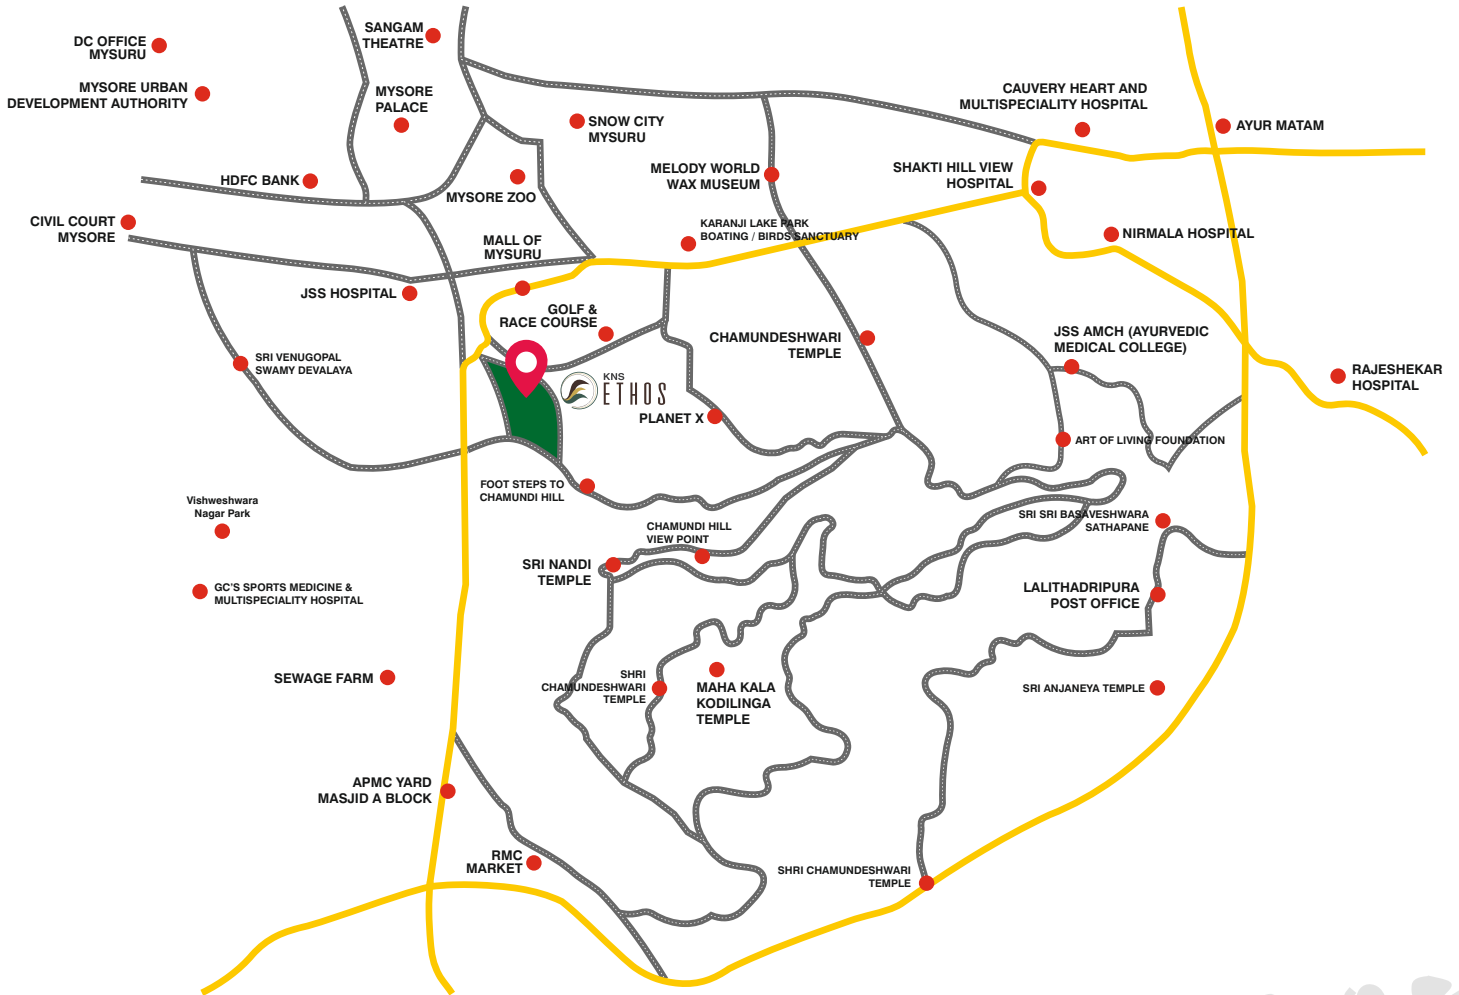 SANGAM
THEATRE
DC OFFICE
MYSURU
MYSORE URBAN
DEVELOPMENT AUTHORITY
MYSORE
PALACE
SNOW CITY
MYSURU
CAUVERY HEART AND
MULTISPECIALITY HOSPITAL
AYUR MATAM
HDFC BANK
MYSORE ZOO
MELODY WORLD
WAX MUSEUM
SHAKTI HILL VIEW
HOSPITAL
CIVIL COURT
MYSORE
KARANJI LAKE PARK
BOATING / BIRDS SANCTUARY
NIRMALA HOSPITAL
MALL OF
MYSURU
JSS HOSPITAL
GOLF &
RACE COURSE
CHAMUNDESHWARI
TEMPLE
JSS AMCH (AYURVEDIC
MEDICAL COLLEGE)
SRI VENUGOPAL
SWAMY DEVALAYA
RAJESHEKAR
HOSPITAL
KNS
ETHOS
PLANET X
ART OF LIVING FOUNDATION
FOOT STEPS TO
CHAMUNDI HILL
Vishweshwara
Nagar Park
SRI SRI BASAVESHWARA
SATHAPANE
CHAMUNDI HILL
VIEW POINT
SRI NANDI
TEMPLE
GC'S SPORTS MEDICINE &
MULTISPECIALITY HOSPITAL
LALITHADRIPURA
POST OFFICE
SEWAGE FARM
SHRI
CHAMUNDESHWARI
TEMPLE
MAHA KALA
KODILINGA
TEMPLE
SRI ANJANEYA TEMPLE
APMC YARD
MASJID A BLOCK
RMC
MARKET
SHRI CHAMUNDESHWARI
TEMPLE